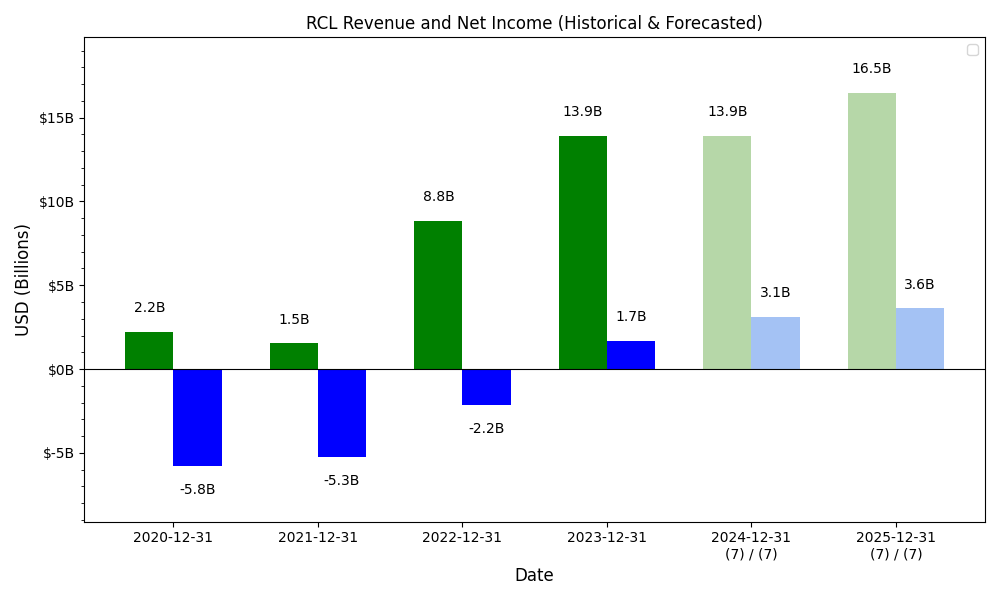 RCL Revenue and Net Income (Historical & Forecasted)
USD (Billions)
$15B
$10B
$5B
$0B
$-5B
2.2B
-5.8B
1.5B
-5.3B
8.8B
-2.2B
13.9B
1.7B
13.9B
3.1B
16.5B
3.6B
2020-12-31
2021-12-31
2022-12-31
2023-12-31
2024-12-31
(7) / (7)
2025-12-31
(7) / (7)
Date